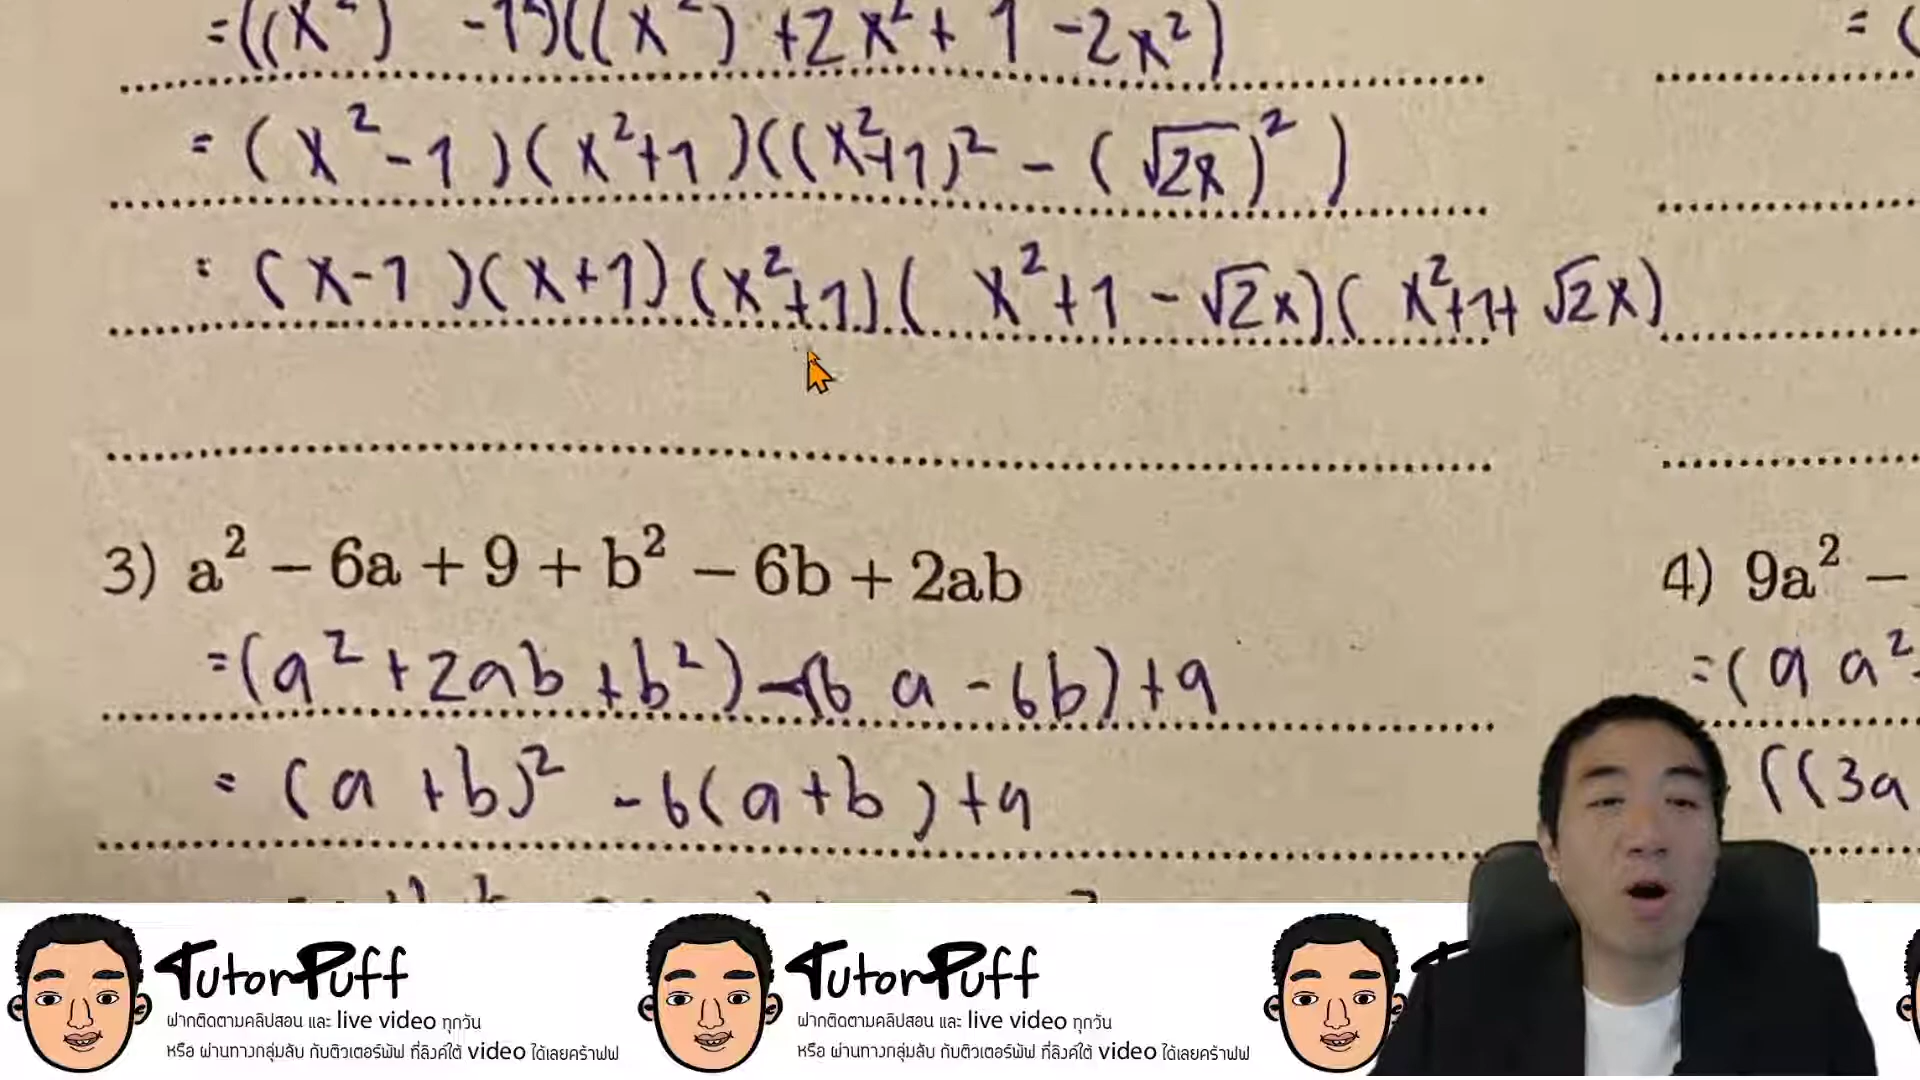 =((x²) -1²)((x²) +2x²+ 1 -2x²)
= (x²-1)(x²+1)((x²+1)² - (√2x)²)
= (x-1)(x+1)(x²+1)(x²+1-√2x)(x²+1+√2x)
3) a² − 6a + 9 + b² − 6b + 2ab
=(a²+2ab+b²)-(6a-6b)+9
= (a+b)² -6(a+b)+9
= (
4) 9a² −
=(9a²-
((3a
TutorPuff
ฝากติดตามคลิปสอน และ live video ทุกวัน
หรือ ผ่านทางกลุ่มลับ กับติวเตอร์พัฟ ที่ลิงค์ใต้ video ได้เลยคร้าฟฟ
TutorPuff
ฝากติดตามคลิปสอน และ live video ทุกวัน
หรือ ผ่านทางกลุ่มลับ กับติวเตอร์พัฟ ที่ลิงค์ใต้ video ได้เลยคร้าฟฟ